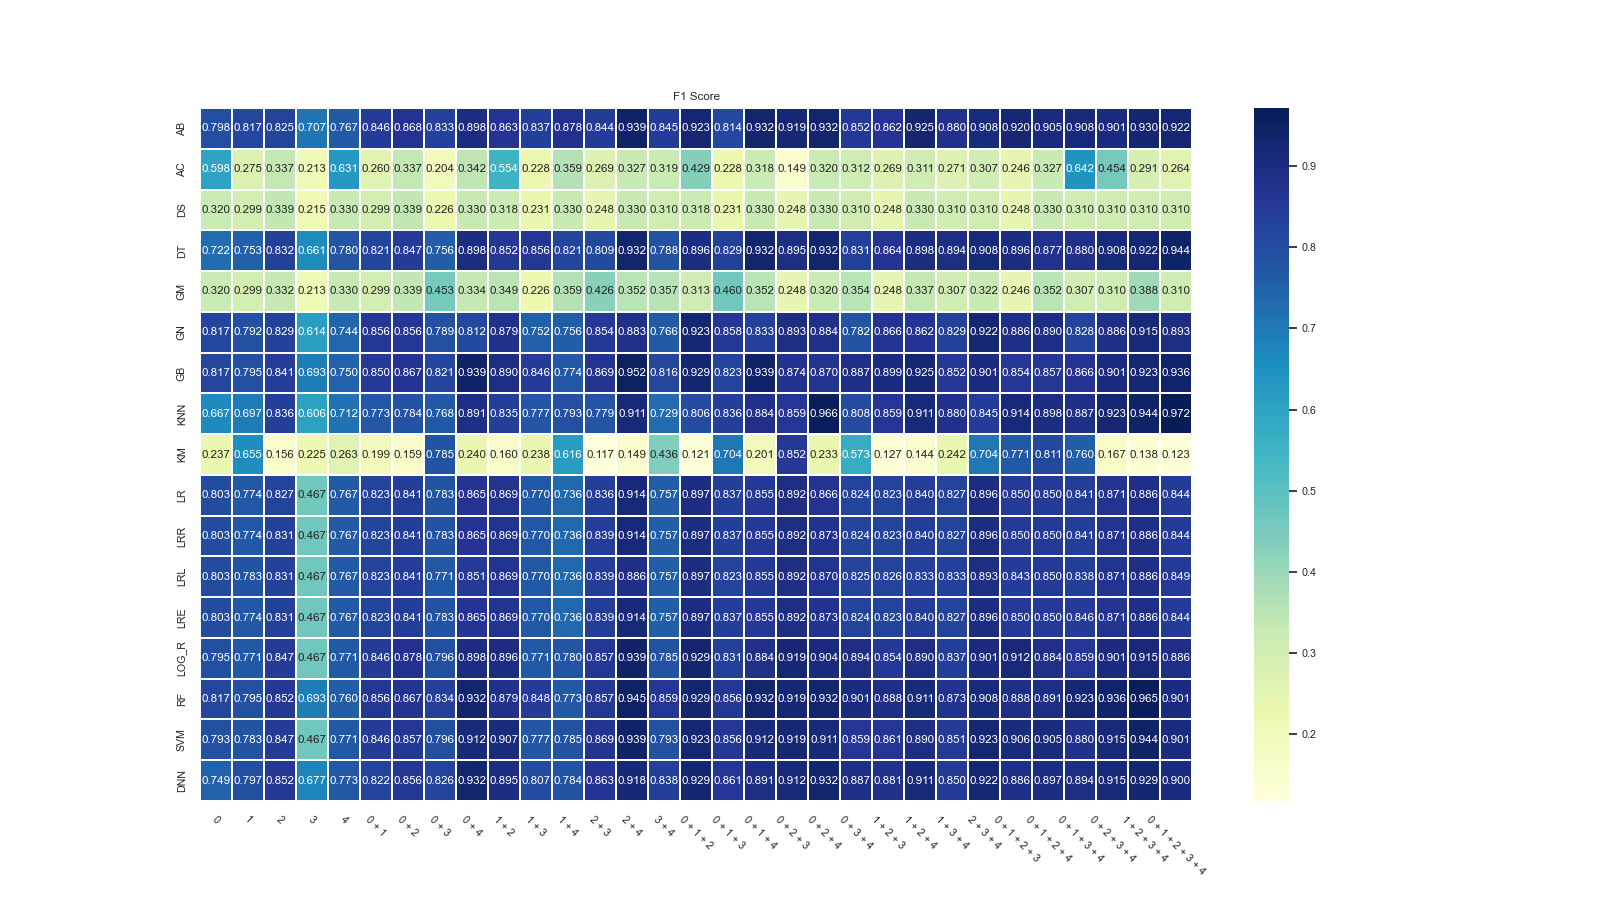 F1 Score
AB 0.798 0.817 0.825 0.707 0.767 0.846 0.868 0.833 0.898 0.863 0.837 0.878 0.844 0.939 0.845 0.923 0.814 0.932 0.919 0.932 0.852 0.862 0.925 0.880 0.908 0.920 0.905 0.908 0.901 0.930 0.922
AC 0.598 0.275 0.337 0.213 0.631 0.260 0.337 0.204 0.342 0.554 0.228 0.359 0.269 0.327 0.319 0.429 0.228 0.318 0.149 0.320 0.312 0.269 0.311 0.271 0.307 0.246 0.327 0.642 0.454 0.291 0.264
DS 0.320 0.299 0.339 0.215 0.330 0.299 0.339 0.226 0.330 0.318 0.231 0.330 0.248 0.330 0.310 0.318 0.231 0.330 0.248 0.330 0.310 0.248 0.330 0.310 0.310 0.248 0.330 0.310 0.310 0.310 0.310
DT 0.722 0.753 0.832 0.661 0.780 0.821 0.847 0.756 0.898 0.852 0.856 0.821 0.809 0.932 0.788 0.896 0.829 0.932 0.895 0.932 0.831 0.864 0.898 0.894 0.908 0.896 0.877 0.880 0.908 0.922 0.944
GM 0.320 0.299 0.332 0.213 0.330 0.299 0.339 0.453 0.334 0.349 0.226 0.359 0.426 0.352 0.357 0.313 0.460 0.352 0.248 0.320 0.354 0.248 0.337 0.307 0.322 0.246 0.352 0.307 0.310 0.388 0.310
GN 0.817 0.792 0.829 0.614 0.744 0.856 0.856 0.789 0.812 0.879 0.752 0.756 0.854 0.883 0.766 0.923 0.858 0.833 0.893 0.884 0.782 0.866 0.862 0.829 0.922 0.886 0.890 0.828 0.886 0.915 0.893
GB 0.817 0.795 0.841 0.693 0.750 0.850 0.867 0.821 0.939 0.890 0.846 0.774 0.869 0.952 0.816 0.929 0.823 0.939 0.874 0.870 0.887 0.899 0.925 0.852 0.901 0.854 0.857 0.866 0.901 0.923 0.936
KNN 0.667 0.697 0.836 0.606 0.712 0.773 0.784 0.768 0.891 0.835 0.777 0.793 0.779 0.911 0.729 0.806 0.836 0.884 0.859 0.966 0.808 0.859 0.911 0.880 0.845 0.914 0.898 0.887 0.923 0.944 0.972
KM 0.237 0.655 0.156 0.225 0.263 0.199 0.159 0.785 0.240 0.160 0.238 0.616 0.117 0.149 0.436 0.121 0.704 0.201 0.852 0.233 0.573 0.127 0.144 0.242 0.704 0.771 0.811 0.760 0.167 0.138 0.123
LR 0.803 0.774 0.827 0.467 0.767 0.823 0.841 0.783 0.865 0.869 0.770 0.736 0.836 0.914 0.757 0.897 0.837 0.855 0.892 0.866 0.824 0.823 0.840 0.827 0.896 0.850 0.850 0.841 0.871 0.886 0.844
LRR 0.803 0.774 0.831 0.467 0.767 0.823 0.841 0.783 0.865 0.869 0.770 0.736 0.839 0.914 0.757 0.897 0.837 0.855 0.892 0.873 0.824 0.823 0.840 0.827 0.896 0.850 0.850 0.841 0.871 0.886 0.844
LRL 0.803 0.783 0.831 0.467 0.767 0.823 0.841 0.771 0.851 0.869 0.770 0.736 0.839 0.886 0.757 0.897 0.823 0.855 0.892 0.870 0.825 0.826 0.833 0.833 0.893 0.843 0.850 0.838 0.871 0.886 0.849
LRE 0.803 0.774 0.831 0.467 0.767 0.823 0.841 0.783 0.865 0.869 0.770 0.736 0.839 0.914 0.757 0.897 0.837 0.855 0.892 0.873 0.824 0.823 0.840 0.827 0.896 0.850 0.850 0.846 0.871 0.886 0.844
LOG_R 0.795 0.771 0.847 0.467 0.771 0.846 0.878 0.796 0.898 0.896 0.771 0.780 0.857 0.939 0.785 0.929 0.831 0.884 0.919 0.904 0.894 0.854 0.890 0.837 0.901 0.912 0.884 0.859 0.901 0.915 0.886
RF 0.817 0.795 0.852 0.693 0.760 0.856 0.867 0.834 0.932 0.879 0.848 0.773 0.857 0.945 0.859 0.929 0.856 0.932 0.919 0.932 0.901 0.888 0.911 0.873 0.908 0.888 0.891 0.923 0.936 0.965 0.901
SVM 0.793 0.783 0.847 0.467 0.771 0.846 0.857 0.796 0.912 0.907 0.777 0.785 0.869 0.939 0.793 0.923 0.856 0.912 0.919 0.911 0.859 0.861 0.890 0.851 0.923 0.906 0.905 0.880 0.915 0.944 0.901
DNN 0.749 0.797 0.852 0.677 0.773 0.822 0.856 0.826 0.932 0.895 0.807 0.784 0.863 0.918 0.838 0.929 0.861 0.891 0.912 0.932 0.887 0.881 0.911 0.850 0.922 0.886 0.897 0.894 0.915 0.929 0.900
0
1
2
3
4
0 + 1
0 + 2
0 + 3
0 + 4
1 + 2
1 + 3
1 + 4
2 + 3
2 + 4
3 + 4
0 + 1 + 2
0 + 1 + 3
0 + 1 + 4
0 + 2 + 3
0 + 2 + 4
0 + 3 + 4
1 + 2 + 3
1 + 2 + 4
1 + 3 + 4
2 + 3 + 4
0 + 1 + 2 + 3
0 + 1 + 2 + 4
0 + 1 + 3 + 4
0 + 2 + 3 + 4
1 + 2 + 3 + 4
0 + 1 + 2 + 3 + 4
0.9
0.8
0.7
0.6
0.5
0.4
0.3
0.2